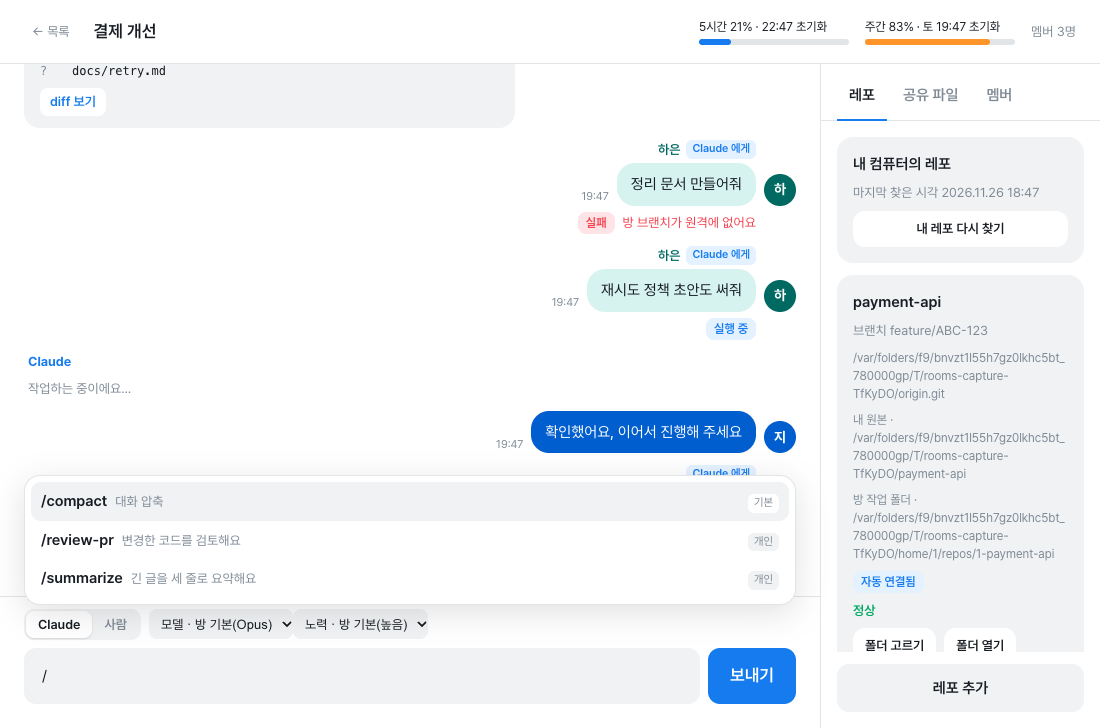 ← 목록
결제 개선
5시간 21% · 22:47 초기화
주간 83% · 토 19:47 초기화
멤버 3명
? docs/retry.md
diff 보기
하은 Claude 에게
정리 문서 만들어줘
19:47
하
실패 방 브랜치가 원격에 없어요
하은 Claude 에게
재시도 정책 초안도 써줘
19:47
하
실행 중
Claude
작업하는 중이에요...
확인했어요, 이어서 진행해 주세요
19:47
지
Claude 에게
/compact 대화 압축 기본
/review-pr 변경한 코드를 검토해요 개인
/summarize 긴 글을 세 줄로 요약해요 개인
Claude 사람 모델 · 방 기본(Opus) 노력 · 방 기본(높음)
/
보내기
레포 공유 파일 멤버
내 컴퓨터의 레포
마지막 찾은 시각 2026.11.26 18:47
내 레포 다시 찾기
payment-api
브랜치 feature/ABC-123
/var/folders/f9/bnvzt1l55h7gz0lkhc5bt_
780000gp/T/rooms-capture-
TfKyDO/origin.git
내 원본 ·
/var/folders/f9/bnvzt1l55h7gz0lkhc5bt_
780000gp/T/rooms-capture-
TfKyDO/payment-api
방 작업 폴더 ·
/var/folders/f9/bnvzt1l55h7gz0lkhc5bt_
780000gp/T/rooms-capture-
TfKyDO/home/1/repos/1-payment-api
자동 연결됨
정상
폴더 고르기 폴더 열기
레포 추가